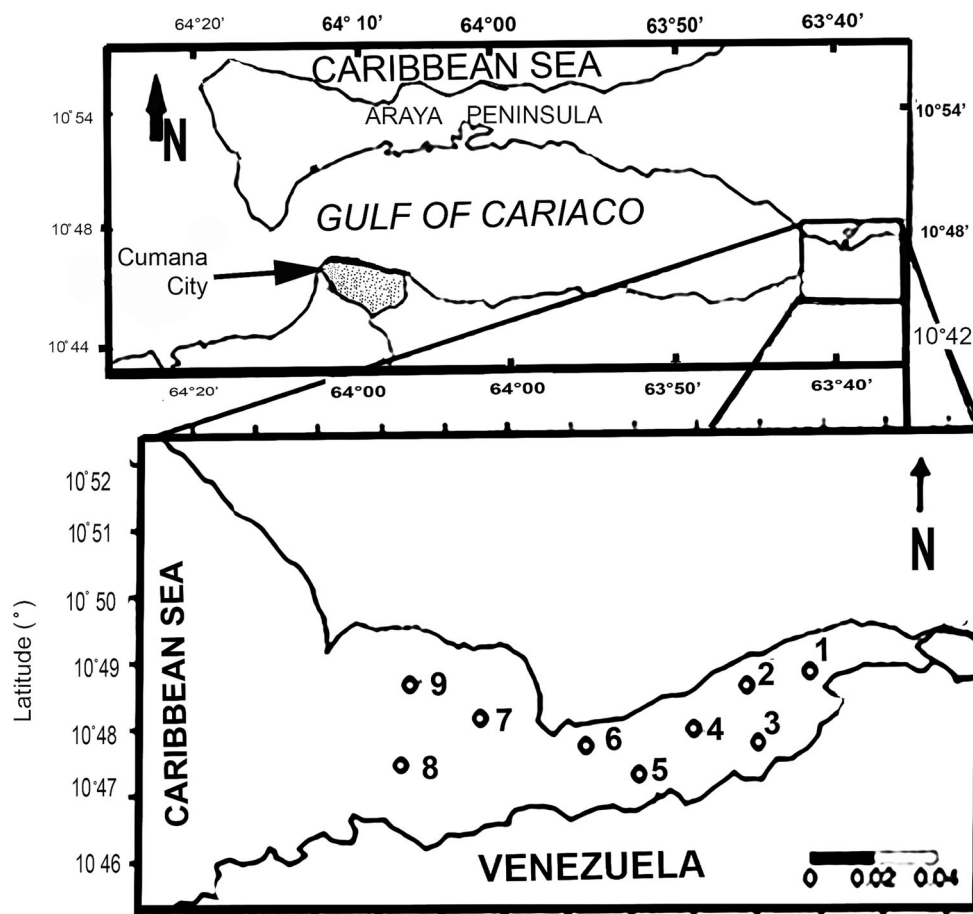 64°20' 64°10' 64°00' 63°50' 63°40'
CARIBBEAN SEA
10°54 ARAYA PENINSULA 10°54'
N
GULF OF CARIACO
10°48 10°48'
Cumana
City
10°44 10°42
64°20' 64°00' 64°00 63°50' 63°40'
10°52
N
10°51
10°50
10°49
10°48
10°47
10 46
Latitude (°)
CARIBBEAN SEA
1
2
9
7
4
3
6
8
5
VENEZUELA
0 0.02 0.04